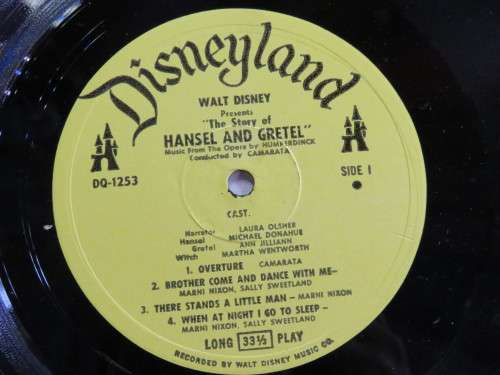 Disneyland
WALT DISNEY
Presents
"The Story of
HANSEL AND GRETEL"
Music From The Opera by HUMPERDINCK
Conducted by CAMARATA
DQ-1253
SIDE 1
CAST:
Narrator LAURA OLSHER
Hansel MICHAEL DONAHUE
Gretel ANN JILLIANN
Witch MARTHA WENTWORTH
1. OVERTURE CAMARATA
2. BROTHER COME AND DANCE WITH ME—
MARNI NIXON, SALLY SWEETLAND
3. THERE STANDS A LITTLE MAN — MARNI NIXON
4. WHEN AT NIGHT I GO TO SLEEP —
MARNI NIXON, SALLY SWEETLAND
LONG 33⅓ PLAY
RECORDED BY WALT DISNEY MUSIC CO.